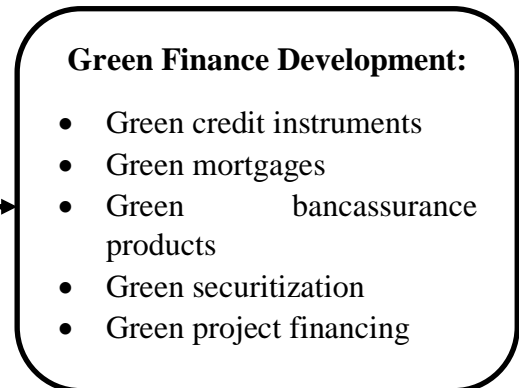 Green Finance Development:
• Green credit instruments
• Green mortgages
• Green bancassurance
products
• Green securitization
• Green project financing